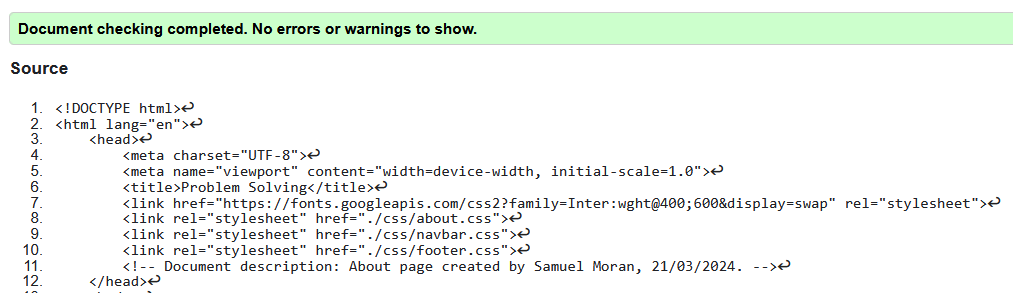 Document checking completed. No errors or warnings to show.
Source
1. <!DOCTYPE html>↩
2. <html lang="en">↩
3. <head>↩
4. <meta charset="UTF-8">↩
5. <meta name="viewport" content="width=device-width, initial-scale=1.0">↩
6. <title>Problem Solving</title>↩
7. <link href="https://fonts.googleapis.com/css2?family=Inter:wght@400;600&display=swap" rel="stylesheet">↩
8. <link rel="stylesheet" href="./css/about.css">↩
9. <link rel="stylesheet" href="./css/navbar.css">↩
10. <link rel="stylesheet" href="./css/footer.css">↩
11. <!-- Document description: About page created by Samuel Moran, 21/03/2024. -->↩
12. </head>↩